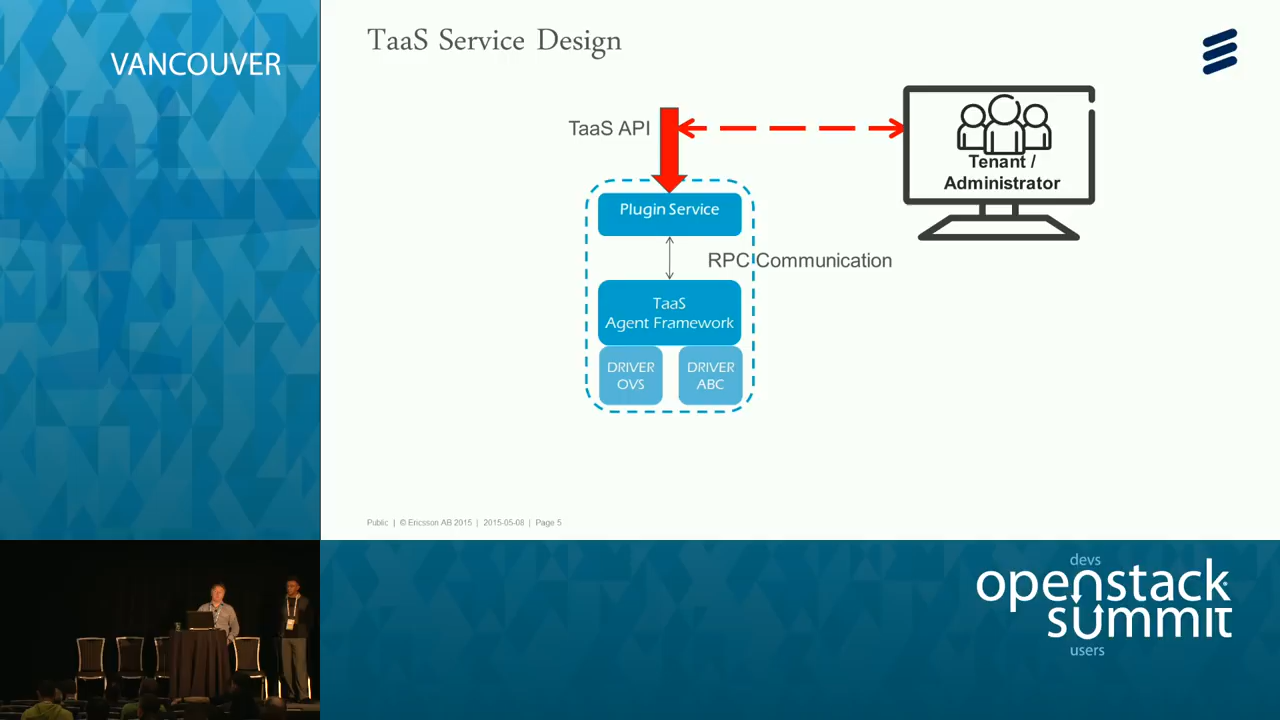 VANCOUVER
TaaS Service Design
TaaS API
Tenant /
Administrator
Plugin Service
RPC Communication
TaaS
Agent Framework
DRIVER
OVS
DRIVER
ABC
Public | © Ericsson AB 2015 | 2015-05-08 | Page 5
devs
openstack
summit
users